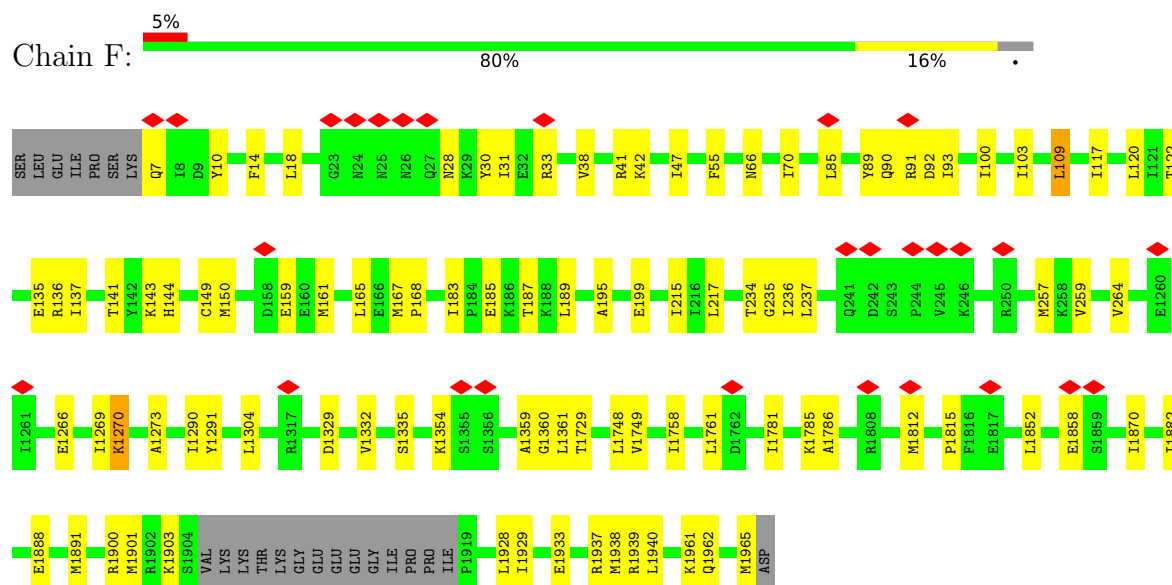 5%
Chain F:
80% 16% •
SER LEU GLU ILE PRO SER LYS Q7 I8 D9 Y10 F14 L18 G23 N24 N25 N26 Q27 N28 K29 Y30 I31 E32 R33 V38 R41 K42 I47 F55 N66 I70 L85 Y89 Q90 R91 D92 I93 I100 I103 L109 I117 L120 I121 T122
E135 R136 I137 T141 Y142 K143 H144 C149 M150 D158 E159 E160 M161 L165 E166 M167 P168 I183 P184 E185 K186 T187 K188 L189 A195 E199 I215 I216 L217 T234 G235 I236 L237 Q241 D242 S243 P244 V245 K246 R250 M257 K258 V259 V264 E1260
I1261 E1266 I1269 K1270 A1273 I1290 Y1291 L1304 R1317 D1329 V1332 S1335 K1354 S1355 S1356 A1359 G1360 L1361 T1729 L1748 V1749 I1758 L1761 D1762 I1781 K1785 A1786 R1808 M1812 P1815 F1816 E1817 L1852 E1858 S1859 I1870 I1882
E1888 M1891 R1900 M1901 R1902 K1903 S1904 VAL LYS LYS THR LYS GLY GLU GLU GLU GLY ILE PRO PRO ILE P1919 L1928 I1929 E1933 R1937 M1938 R1939 L1940 K1961 Q1962 M1965 ASP